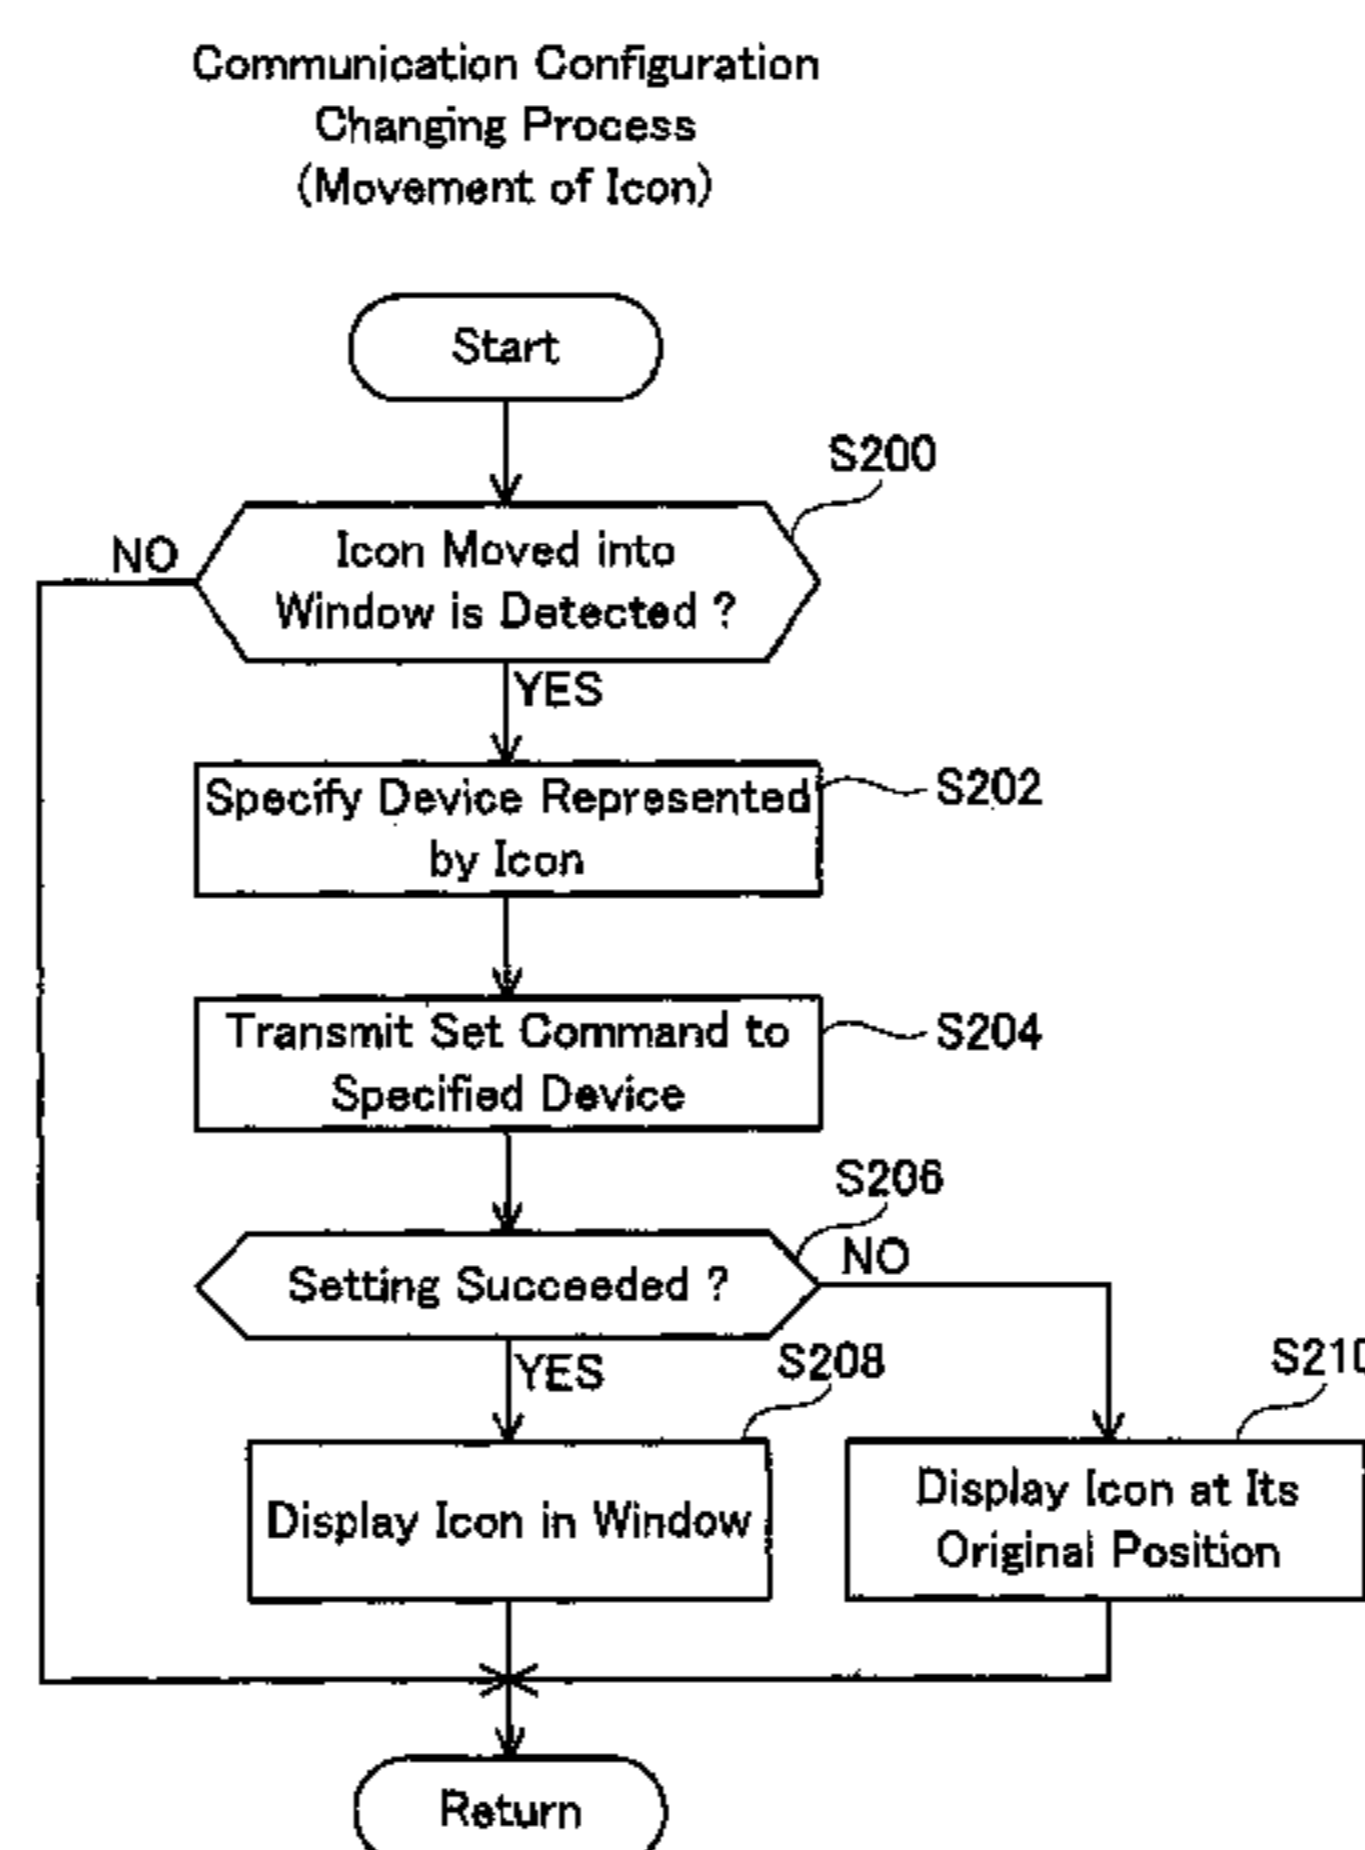 Communication Configuration
Changing Process
(Movement of Icon)
Start
S200
NO
Icon Moved into
Window is Detected ?
YES
S202
Specify Device Represented
by Icon
S204
Transmit Set Command to
Specified Device
S206
NO
Setting Succeeded ?
YES
S208
S210
Display Icon in Window
Display Icon at Its
Original Position
Return